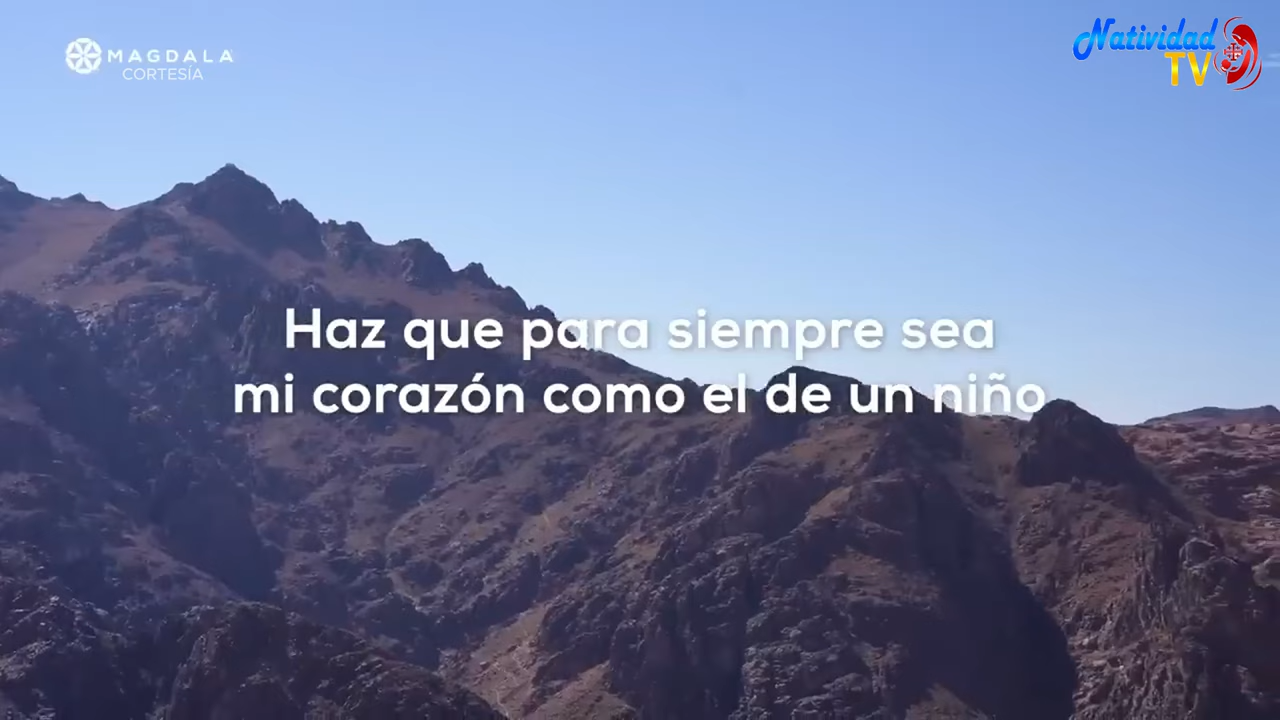 MAGDALA
CORTESÍA
Natividad
TV
Haz que para siempre sea
mi corazón como el de un niño